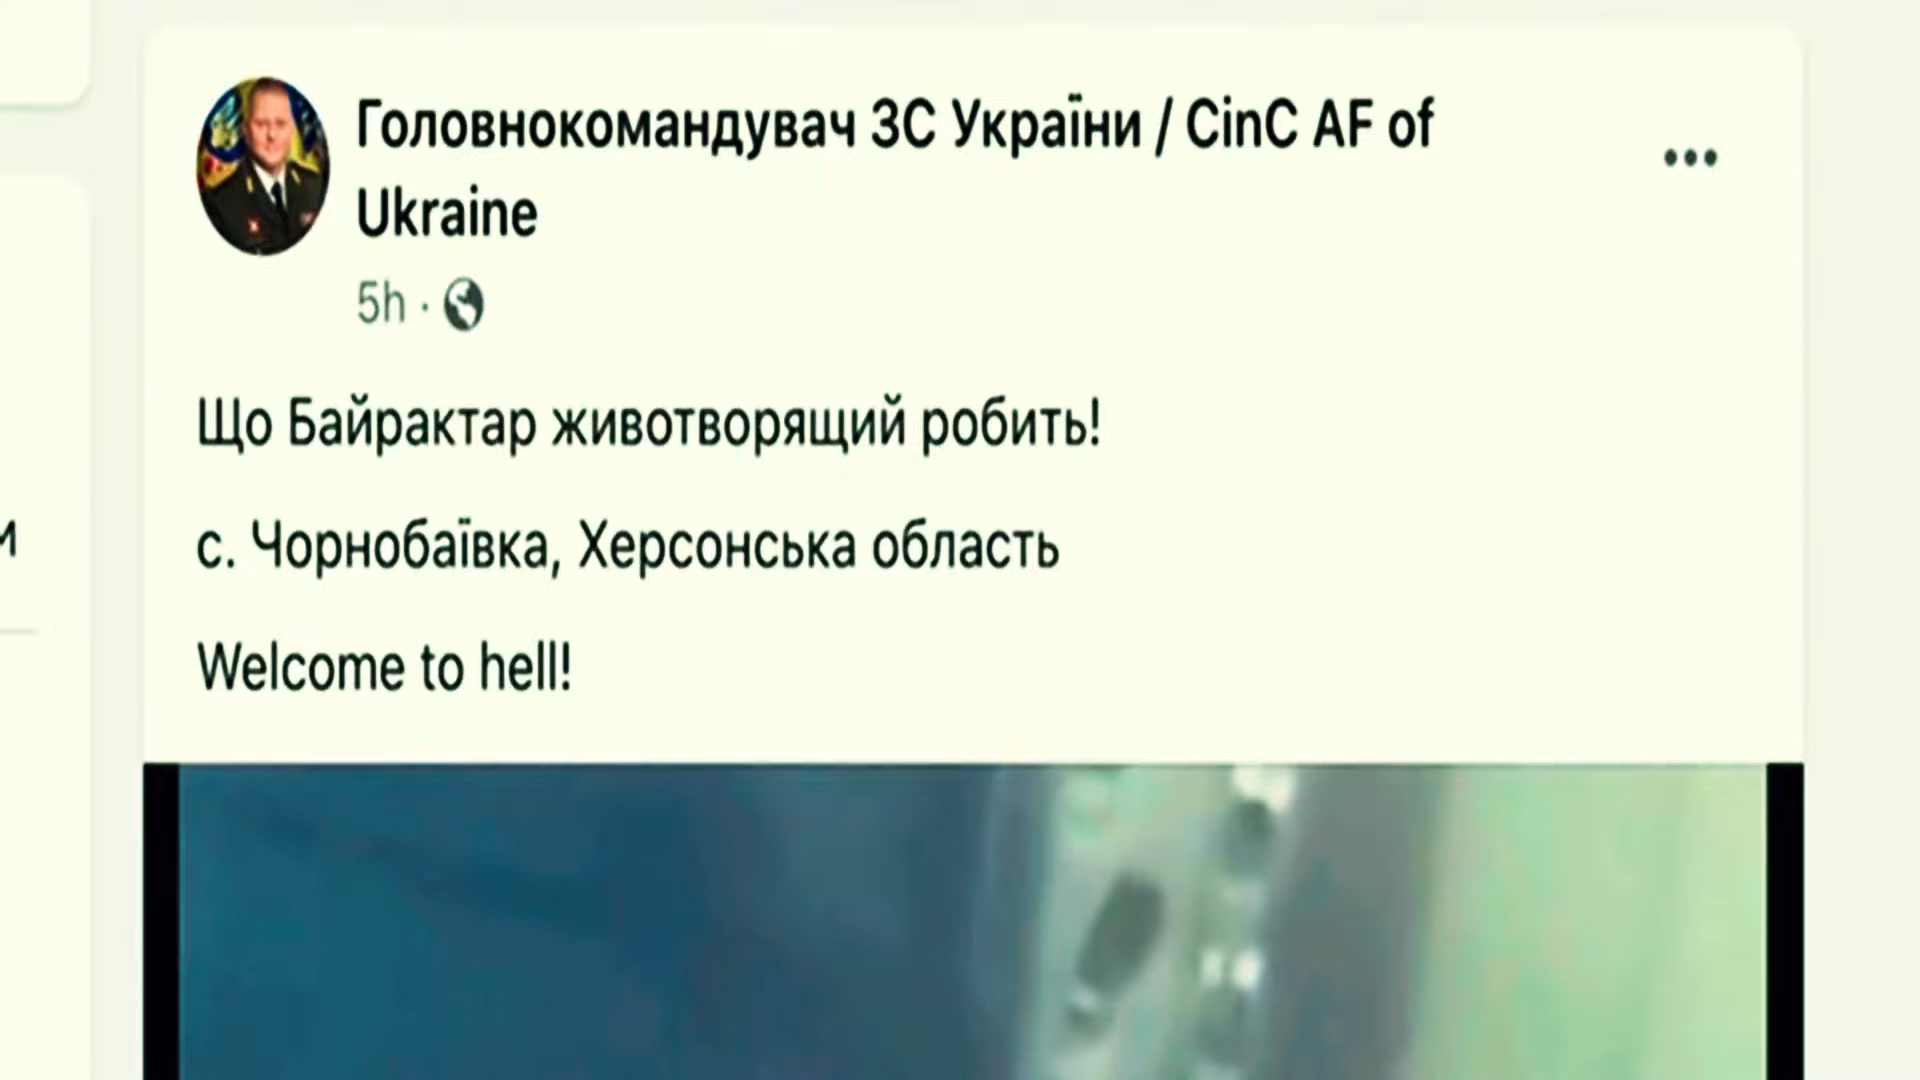 Головнокомандувач ЗС України / CinC AF of
Ukraine
5h ·
Що Байрактар животворящий робить!
с. Чорнобаївка, Херсонська область
Welcome to hell!
м